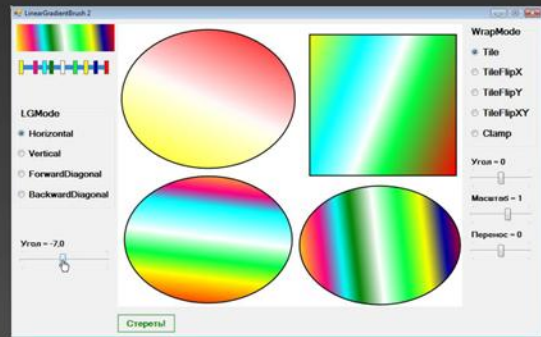 LinearGradientBrush 2
LGMode
Horizontal
Vertical
ForwardDiagonal
BackwardDiagonal
Угол = -7,0
Стереть!
WrapMode
Tile
TileFlipX
TileFlipY
TileFlipXY
Clamp
Угол = 0
Масштаб = 1
Перенос = 0